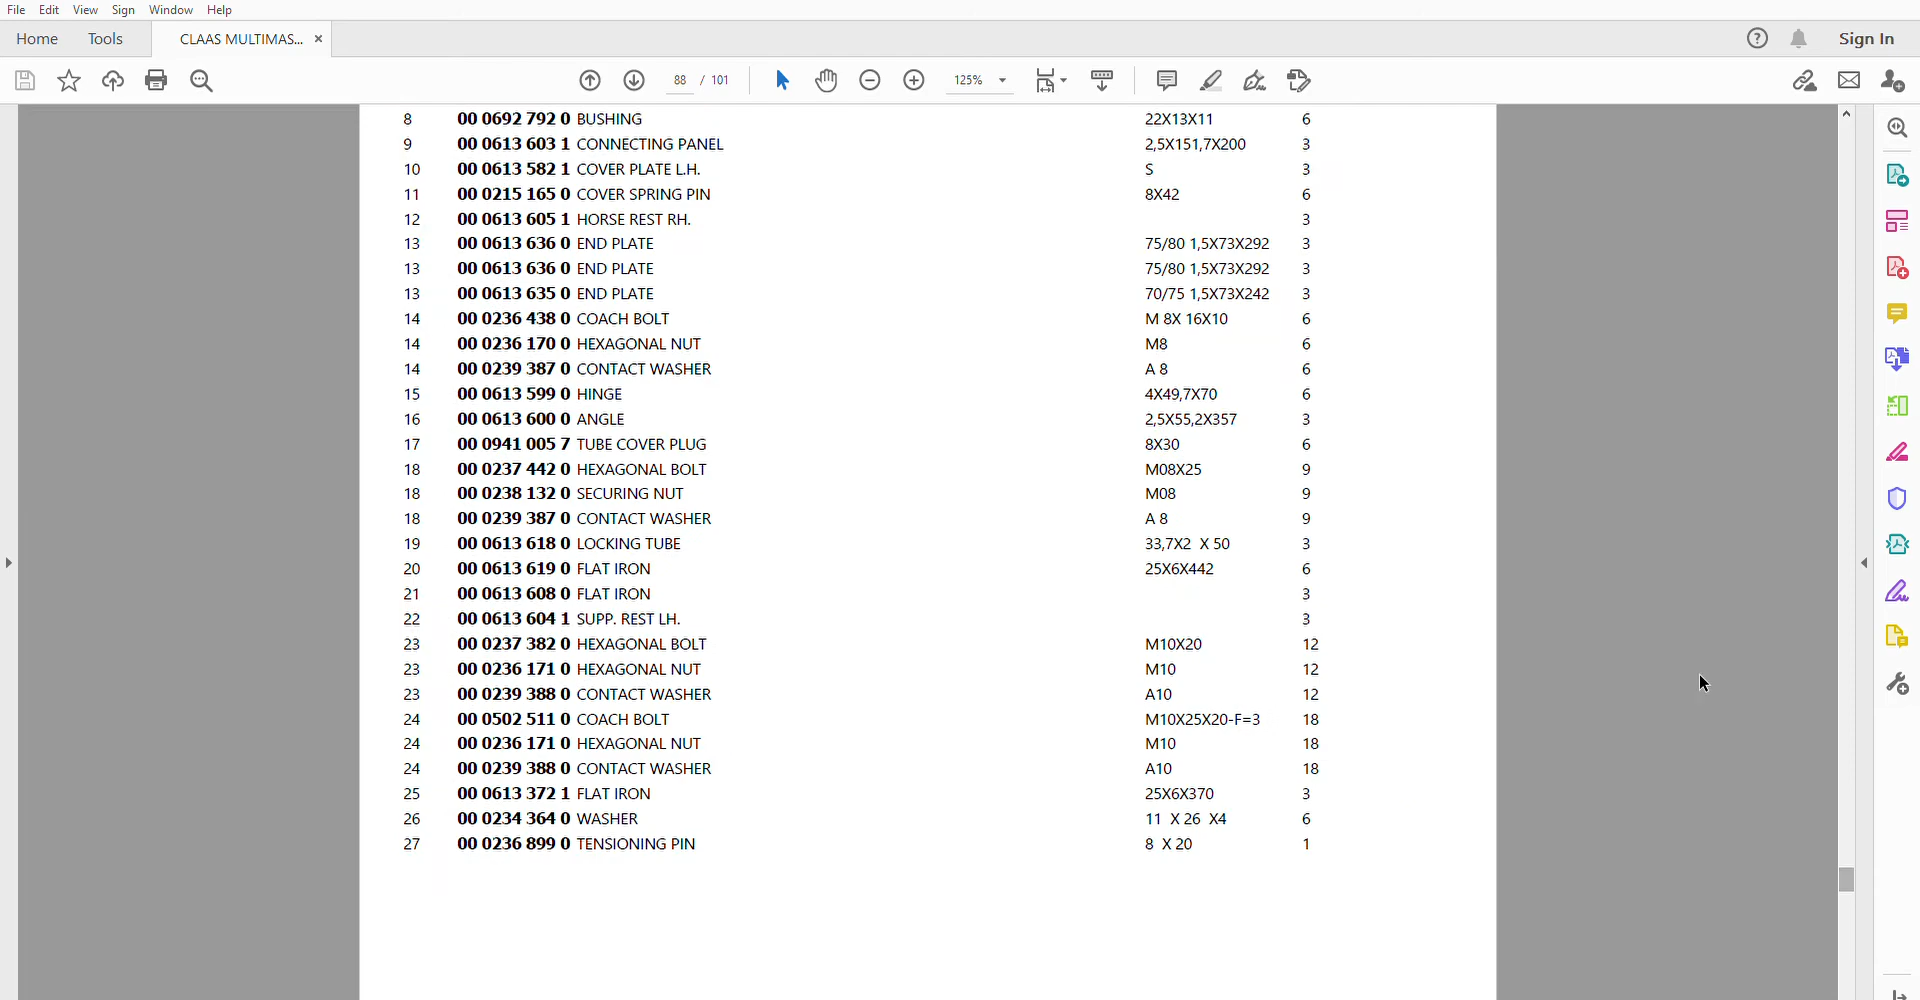 File Edit View Sign Window Help
Home Tools CLAAS MULTIMAS... × Sign In
88 / 101 125%
8 00 0692 792 0 BUSHING 22X13X11 6
9 00 0613 603 1 CONNECTING PANEL 2,5X151,7X200 3
10 00 0613 582 1 COVER PLATE L.H. S 3
11 00 0215 165 0 COVER SPRING PIN 8X42 6
12 00 0613 605 1 HORSE REST RH. 3
13 00 0613 636 0 END PLATE 75/80 1,5X73X292 3
13 00 0613 636 0 END PLATE 75/80 1,5X73X292 3
13 00 0613 635 0 END PLATE 70/75 1,5X73X242 3
14 00 0236 438 0 COACH BOLT M 8X 16X10 6
14 00 0236 170 0 HEXAGONAL NUT M8 6
14 00 0239 387 0 CONTACT WASHER A 8 6
15 00 0613 599 0 HINGE 4X49,7X70 6
16 00 0613 600 0 ANGLE 2,5X55,2X357 3
17 00 0941 005 7 TUBE COVER PLUG 8X30 6
18 00 0237 442 0 HEXAGONAL BOLT M08X25 9
18 00 0238 132 0 SECURING NUT M08 9
18 00 0239 387 0 CONTACT WASHER A 8 9
19 00 0613 618 0 LOCKING TUBE 33,7X2 X 50 3
20 00 0613 619 0 FLAT IRON 25X6X442 6
21 00 0613 608 0 FLAT IRON 3
22 00 0613 604 1 SUPP. REST LH. 3
23 00 0237 382 0 HEXAGONAL BOLT M10X20 12
23 00 0236 171 0 HEXAGONAL NUT M10 12
23 00 0239 388 0 CONTACT WASHER A10 12
24 00 0502 511 0 COACH BOLT M10X25X20-F=3 18
24 00 0236 171 0 HEXAGONAL NUT M10 18
24 00 0239 388 0 CONTACT WASHER A10 18
25 00 0613 372 1 FLAT IRON 25X6X370 3
26 00 0234 364 0 WASHER 11 X 26 X4 6
27 00 0236 899 0 TENSIONING PIN 8 X 20 1